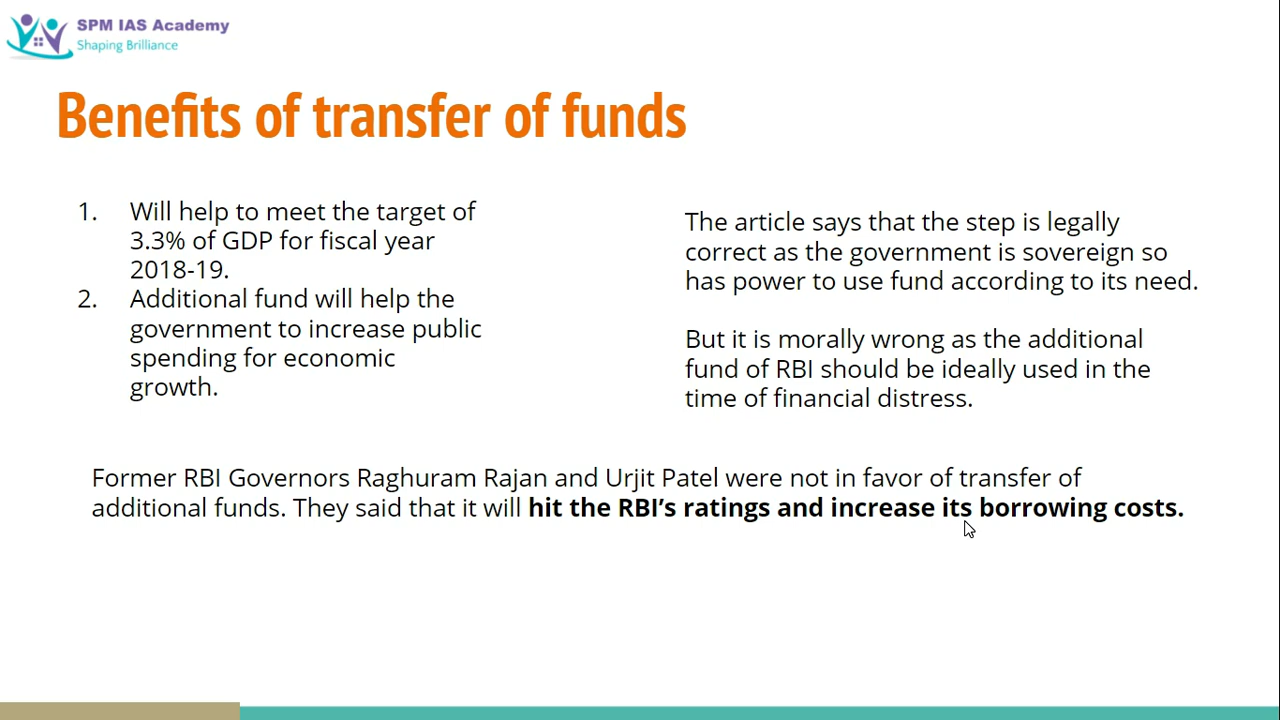 SPM IAS Academy
Shaping Brilliance
Benefits of transfer of funds
1. Will help to meet the target of
3.3% of GDP for fiscal year
2018-19.
2. Additional fund will help the
government to increase public
spending for economic
growth.
The article says that the step is legally
correct as the government is sovereign so
has power to use fund according to its need.
But it is morally wrong as the additional
fund of RBI should be ideally used in the
time of financial distress.
Former RBI Governors Raghuram Rajan and Urjit Patel were not in favor of transfer of
additional funds. They said that it will hit the RBI’s ratings and increase its borrowing costs.